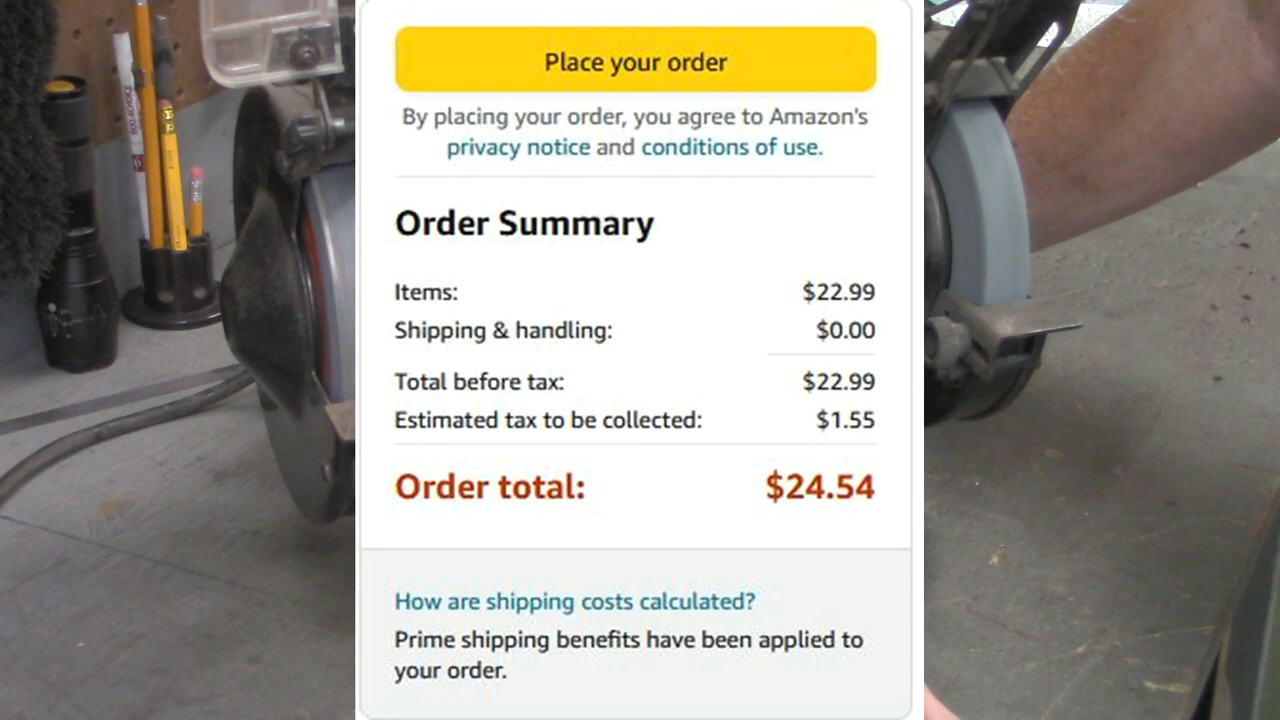 Place your order
By placing your order, you agree to Amazon's
privacy notice and conditions of use.
Order Summary
Items: $22.99
Shipping & handling: $0.00
Total before tax: $22.99
Estimated tax to be collected: $1.55
Order total: $24.54
How are shipping costs calculated?
Prime shipping benefits have been applied to
your order.